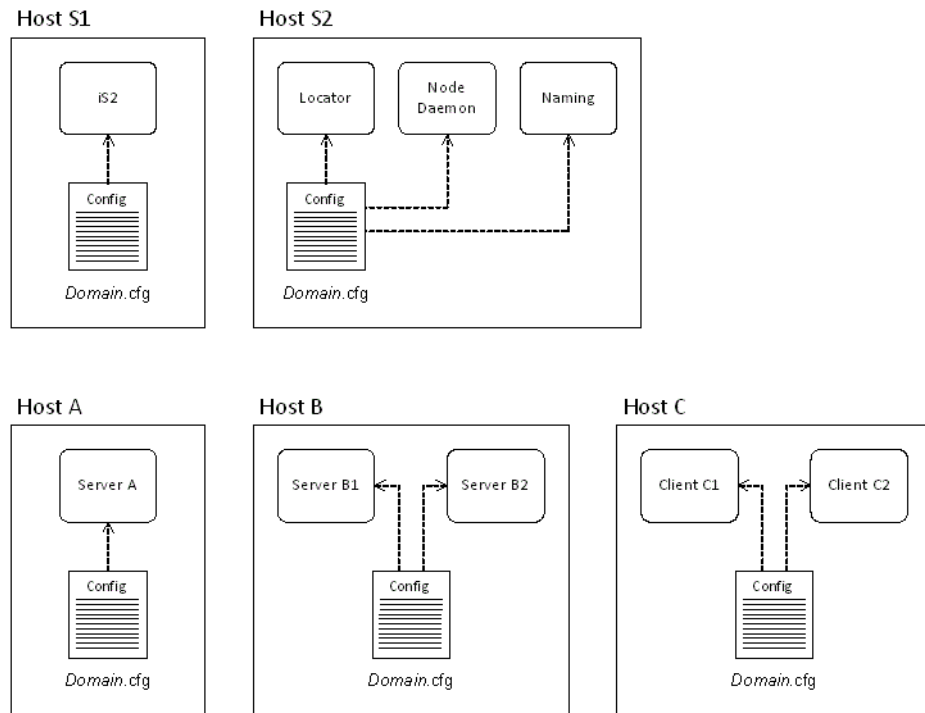 Host S1
Host S2
iS2
Locator
Node
Daemon
Naming
Config
Config
Domain.cfg
Domain.cfg
Host A
Host B
Host C
Server A
Server B1
Server B2
Client C1
Client C2
Config
Config
Config
Domain.cfg
Domain.cfg
Domain.cfg